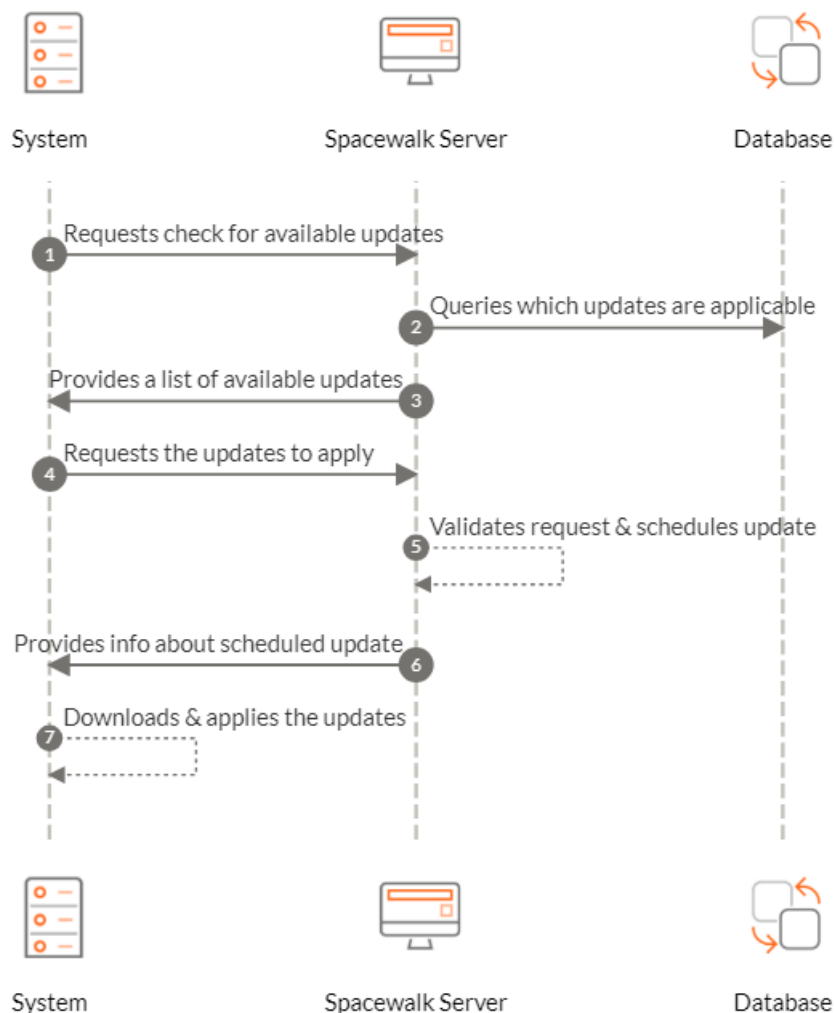 System
Spacewalk Server
Database
Requests check for available updates
1
Queries which updates are applicable
2
Provides a list of available updates
3
Requests the updates to apply
4
Validates request & schedules update
5
Provides info about scheduled update
6
Downloads & applies the updates
7
System
Spacewalk Server
Database